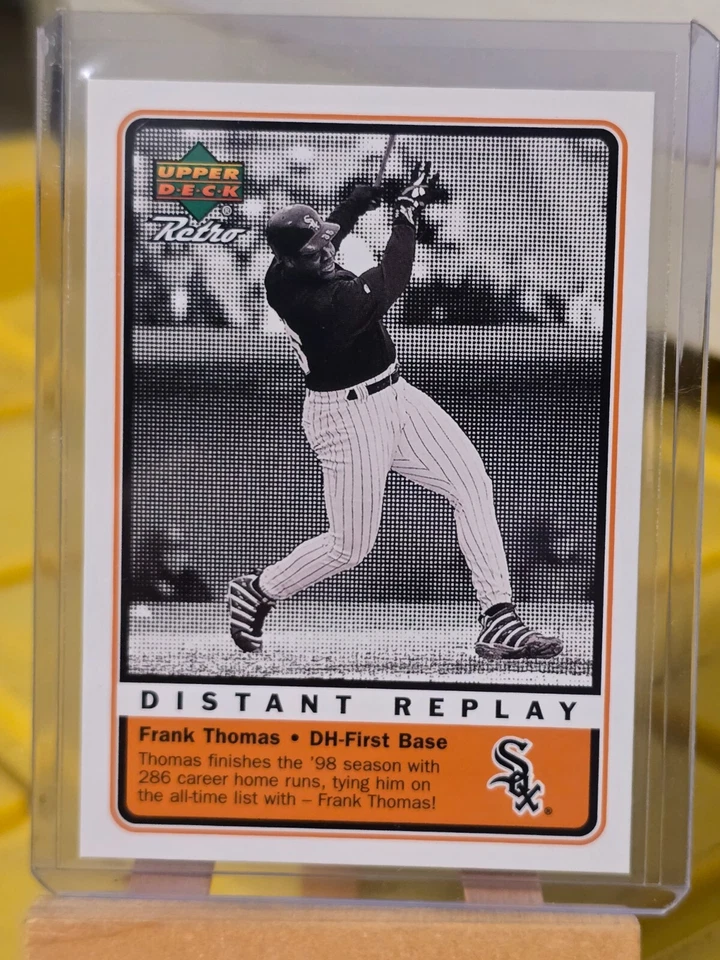 UPPER
D·E·C·K
®
Retro
Sox
DISTANT REPLAY
Frank Thomas • DH-First Base
Thomas finishes the '98 season with
286 career home runs, tying him on
the all-time list with – Frank Thomas!
Sox
®